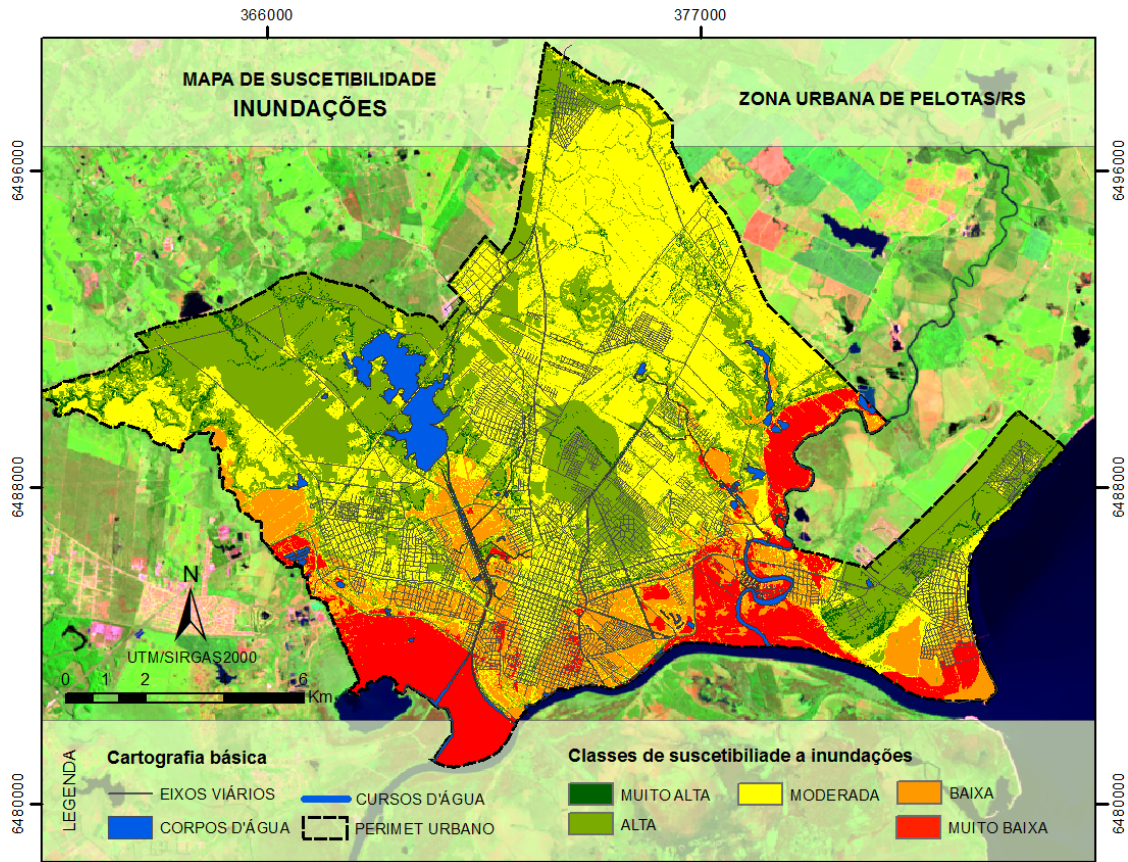 366000
377000
MAPA DE SUSCETIBILIDADE
INUNDAÇÕES
ZONA URBANA DE PELOTAS/RS
6496000
6496000
6488000
6488000
N
UTM/SIRGAS2000
0 1 2 6
Km
LEGENDA
Cartografia básica
EIXOS VIÁRIOS
CURSOS D'ÁGUA
CORPOS D'ÁGUA
PERIMET URBANO
Classes de suscetibiliade a inundações
MUITO ALTA
MODERADA
BAIXA
ALTA
MUITO BAIXA
6480000
6480000